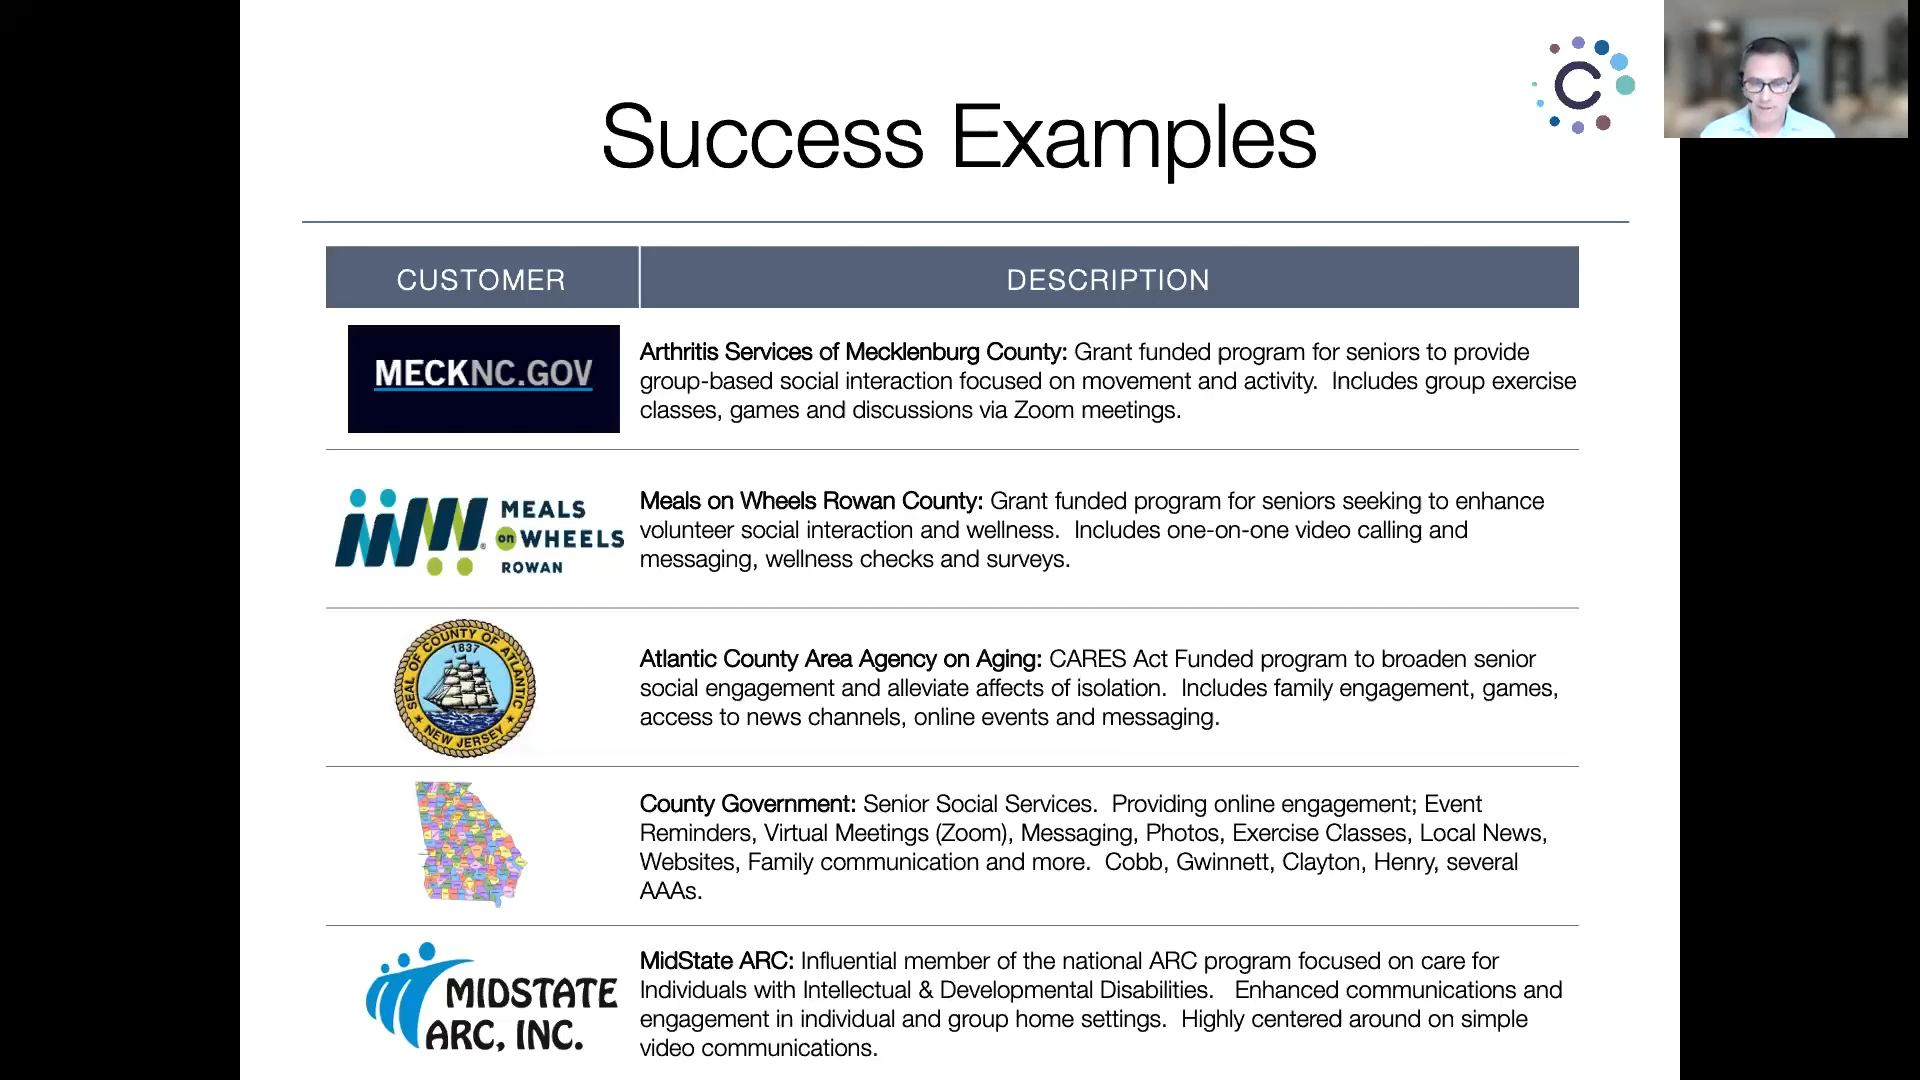 Success Examples
C
CUSTOMER
DESCRIPTION
MECKNC.GOV
Arthritis Services of Mecklenburg County: Grant funded program for seniors to provide
group-based social interaction focused on movement and activity. Includes group exercise
classes, games and discussions via Zoom meetings.
MEALS
on WHEELS
ROWAN
Meals on Wheels Rowan County: Grant funded program for seniors seeking to enhance
volunteer social interaction and wellness. Includes one-on-one video calling and
messaging, wellness checks and surveys.
SEAL OF COUNTY OF ATLANTIC
1837
NEW JERSEY
Atlantic County Area Agency on Aging: CARES Act Funded program to broaden senior
social engagement and alleviate affects of isolation. Includes family engagement, games,
access to news channels, online events and messaging.
County Government: Senior Social Services. Providing online engagement; Event
Reminders, Virtual Meetings (Zoom), Messaging, Photos, Exercise Classes, Local News,
Websites, Family communication and more. Cobb, Gwinnett, Clayton, Henry, several
AAAs.
MIDSTATE
ARC, INC.
MidState ARC: Influential member of the national ARC program focused on care for
Individuals with Intellectual & Developmental Disabilities. Enhanced communications and
engagement in individual and group home settings. Highly centered around on simple
video communications.